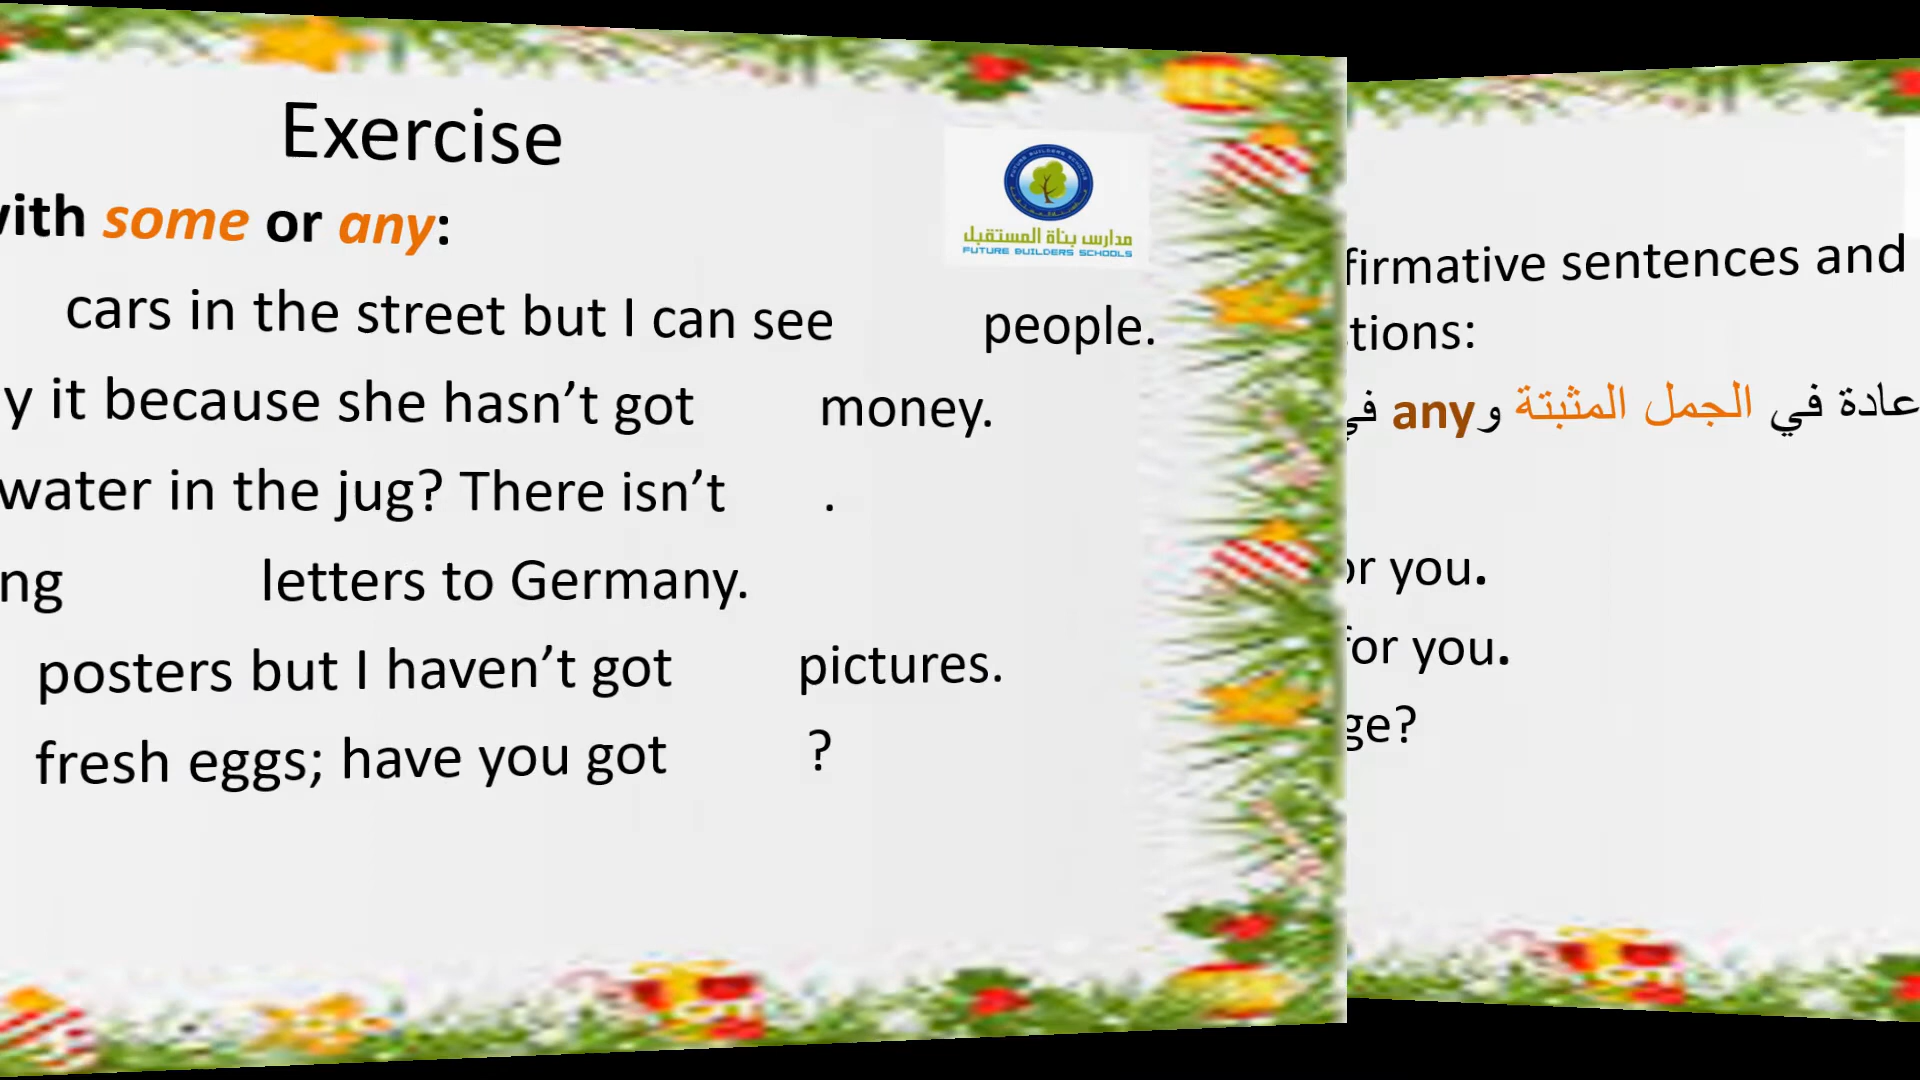 Exercise
with some or any:
cars in the street but I can see people.
y it because she hasn't got money.
water in the jug? There isn't .
ng letters to Germany.
posters but I haven't got pictures.
fresh eggs; have you got ?
مدارس بناة المستقبل
FUTURE BUILDERS SCHOOLS
firmative sentences and
tions:
عادة في الجمل المثبتة و any في
or you.
for you.
ge?